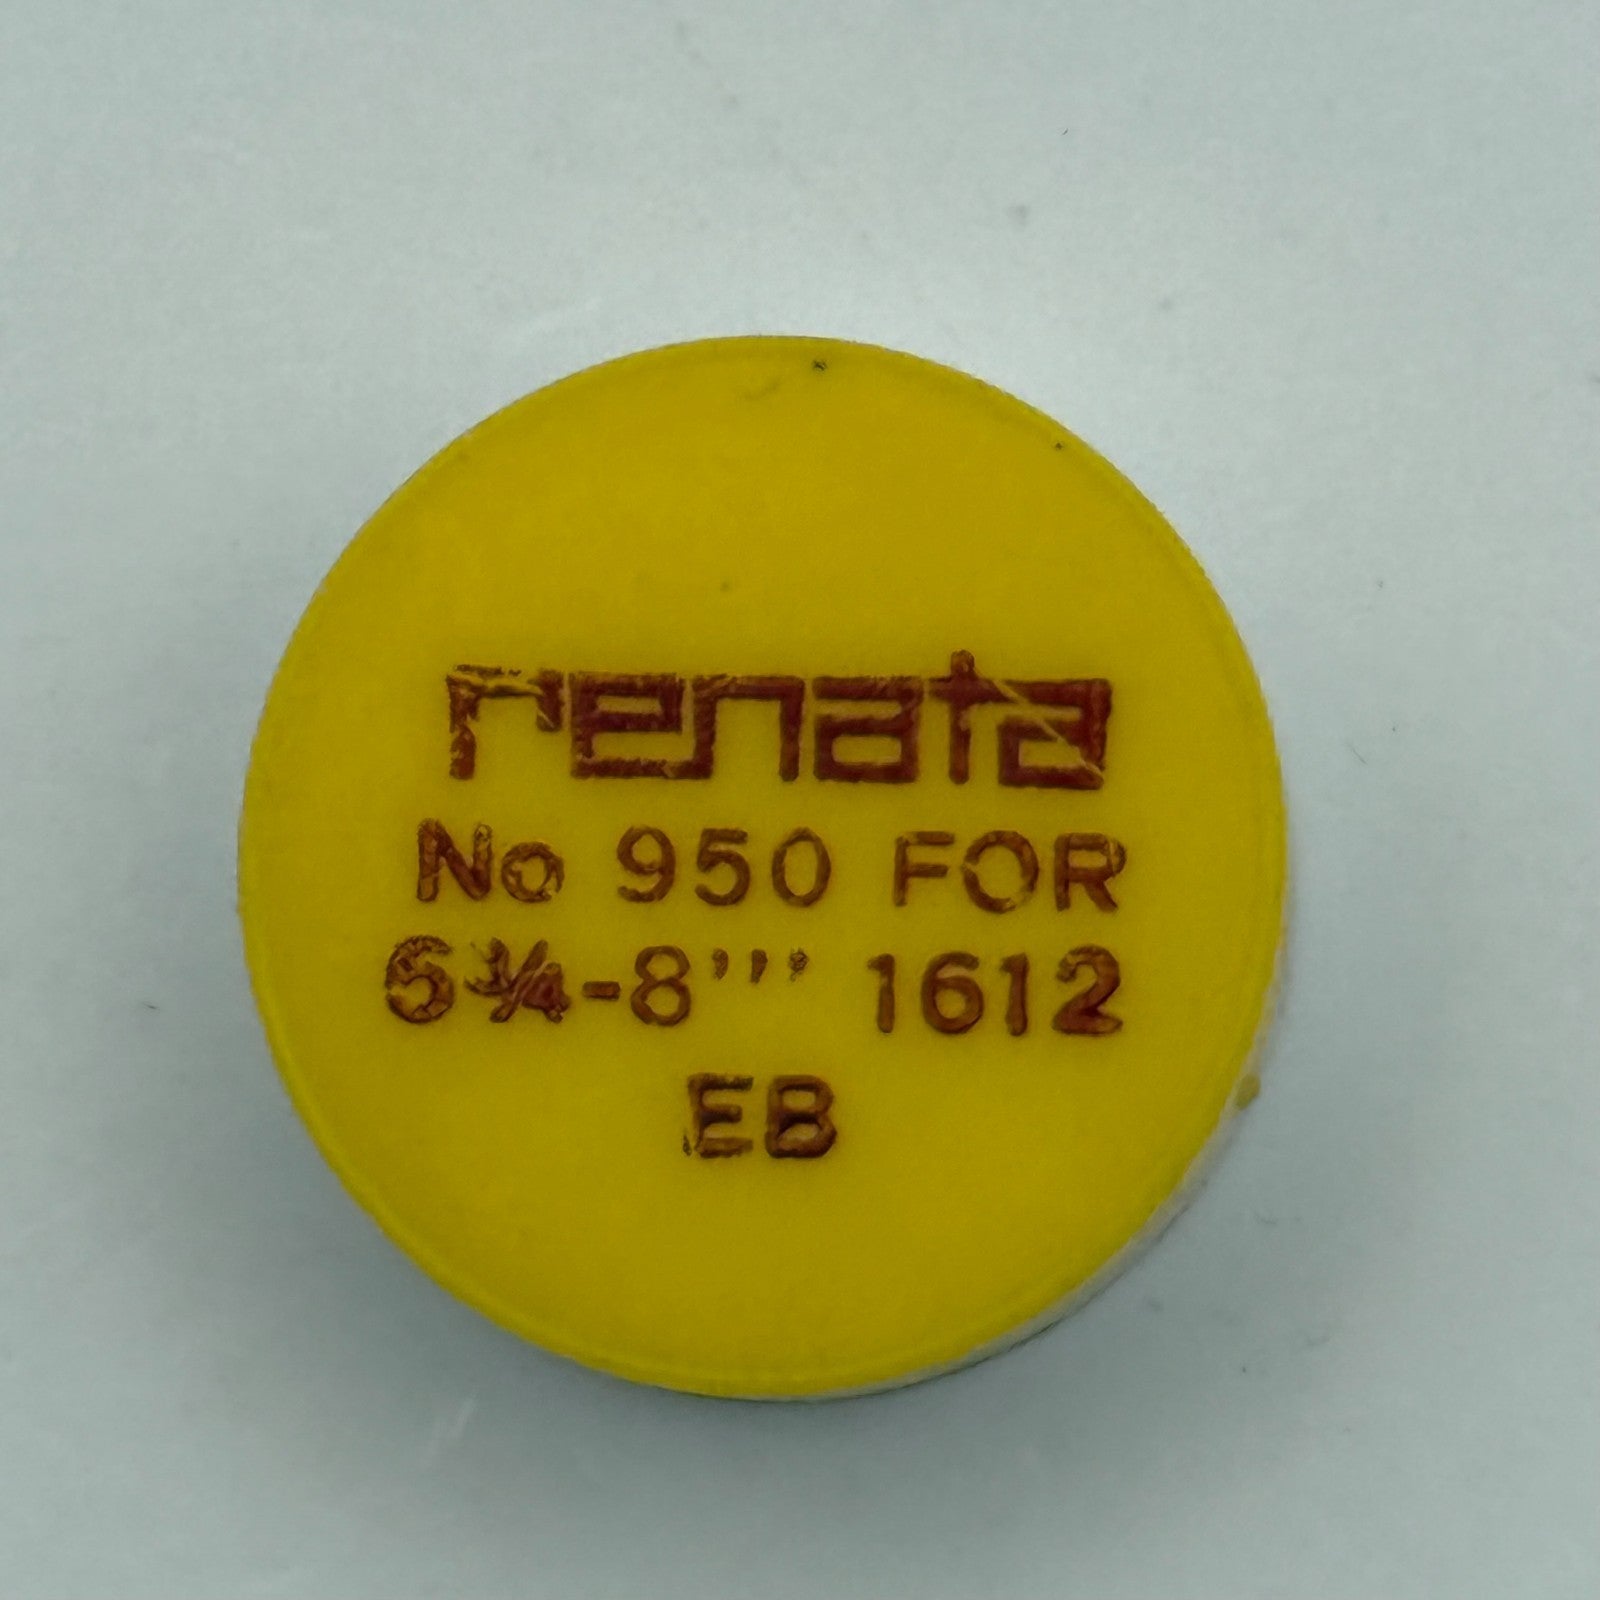 renata
No 950 FOR
6¾-8''' 1612
EB